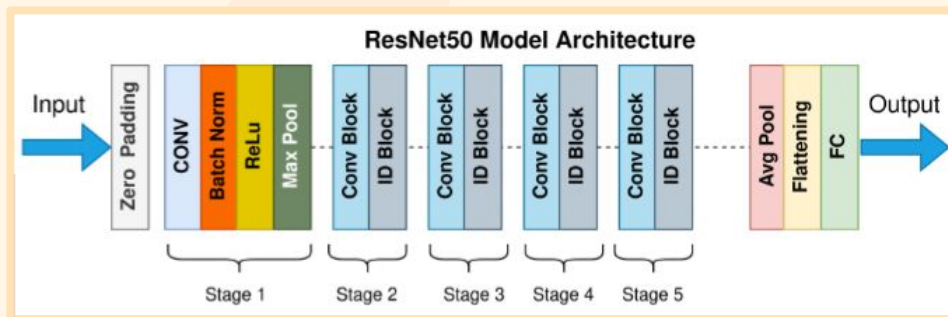 ResNet50 Model Architecture
Input
Zero Padding
CONV
Batch Norm
ReLu
Max Pool
Conv Block
ID Block
Conv Block
ID Block
Conv Block
ID Block
Conv Block
ID Block
Avg Pool
Flattening
FC
Output
Stage 1
Stage 2
Stage 3
Stage 4
Stage 5